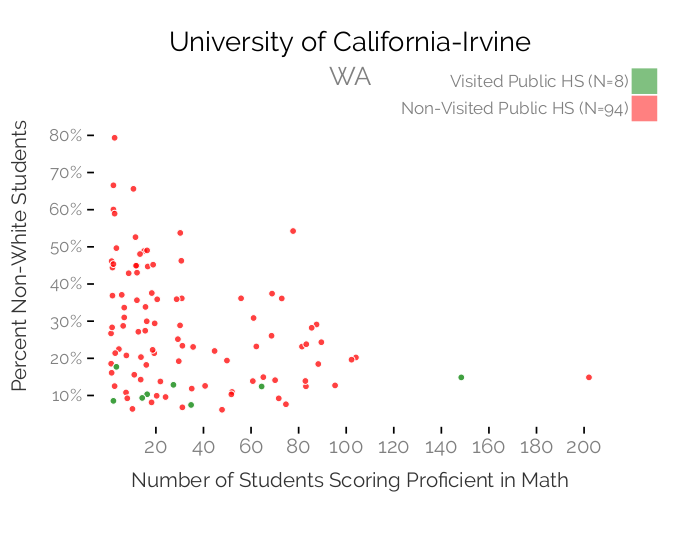 University of California-Irvine
WA
Visited Public HS (N=8)
Non-Visited Public HS (N=94)
Percent Non-White Students
80%
70%
60%
50%
40%
30%
20%
10%
20 40 60 80 100 120 140 160 180 200
Number of Students Scoring Proficient in Math